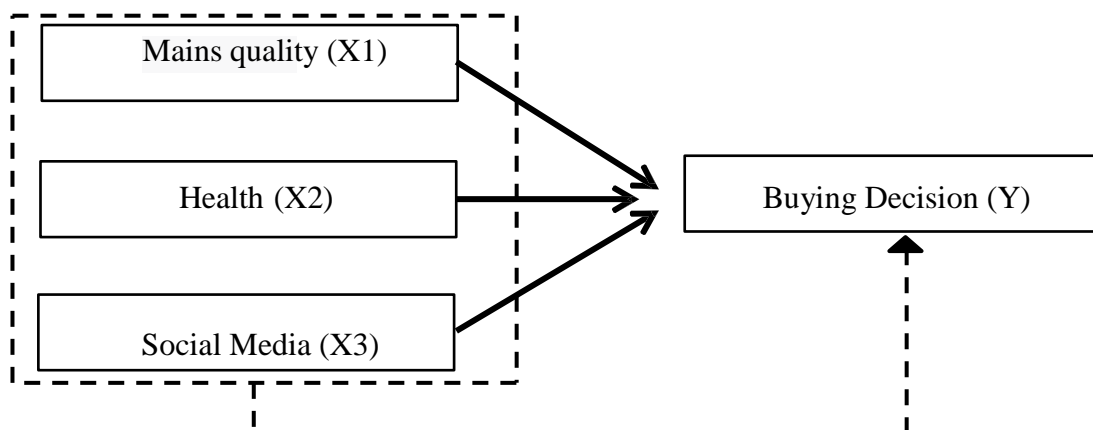 Mains quality (X1)
Health (X2)
Buying Decision (Y)
Social Media (X3)